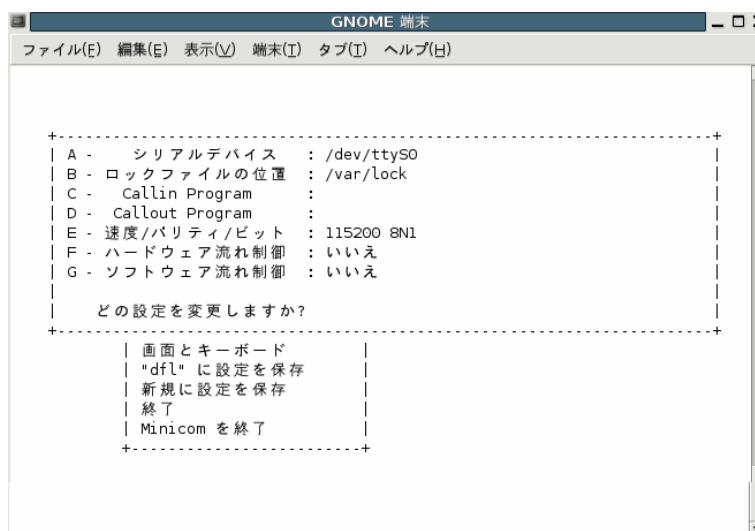 GNOME 端末
ファイル(F) 編集(E) 表示(V) 端末(T) タブ(T) ヘルプ(H)
A - シリアルデバイス : /dev/ttyS0
B - ロックファイルの位置 : /var/lock
C - Callin Program :
D - Callout Program :
E - 速度/パリティ/ビット : 115200 8N1
F - ハードウェア流れ制御 : いいえ
G - ソフトウェア流れ制御 : いいえ
どの設定を変更しますか?
画面とキーボード
"dfl" に設定を保存
新規に設定を保存
終了
Minicom を終了